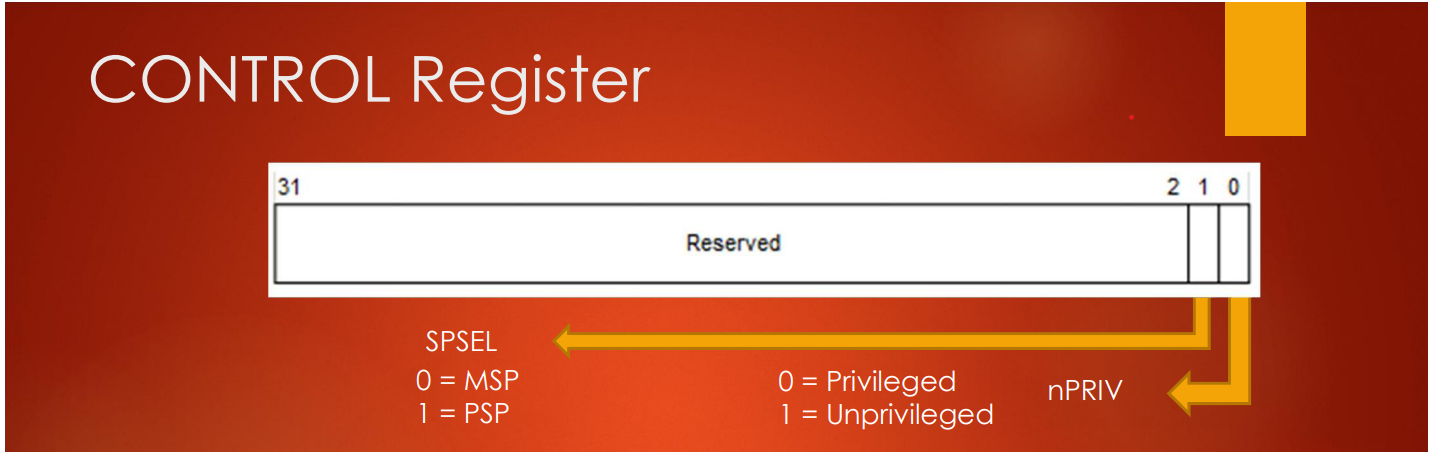 CONTROL Register
31 2 1 0
Reserved
SPSEL
0 = MSP
1 = PSP
0 = Privileged
1 = Unprivileged
nPRIV